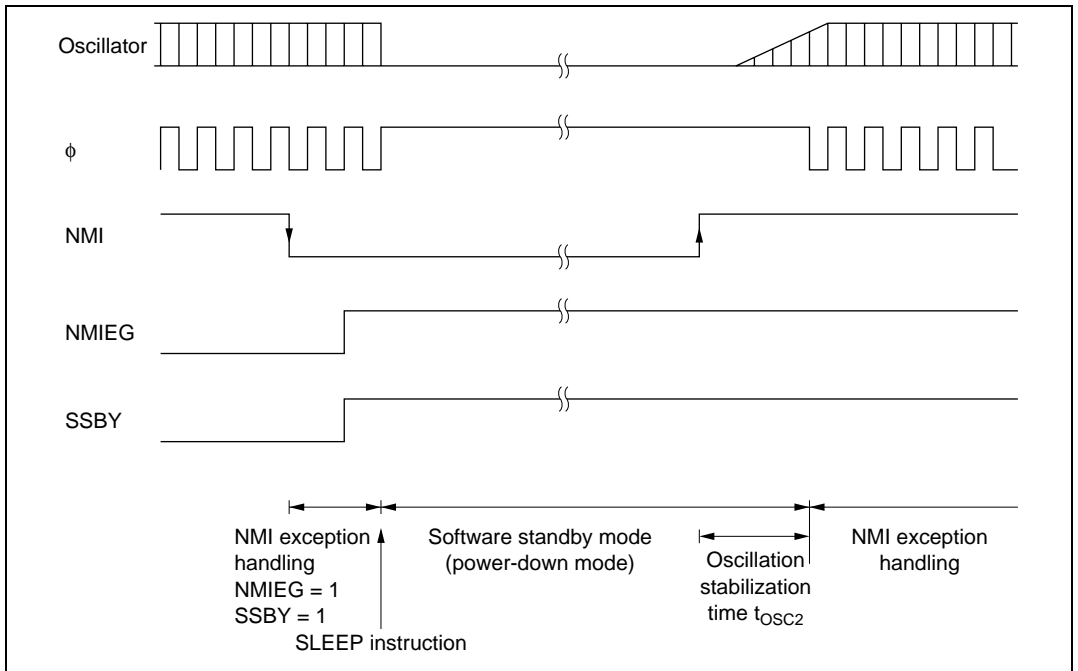 Oscillator
ϕ
NMI
NMIEG
SSBY
NMI exception
handling
NMIEG = 1
SSBY = 1
SLEEP instruction
Software standby mode
(power-down mode)
Oscillation
stabilization
time tOSC2
NMI exception
handling